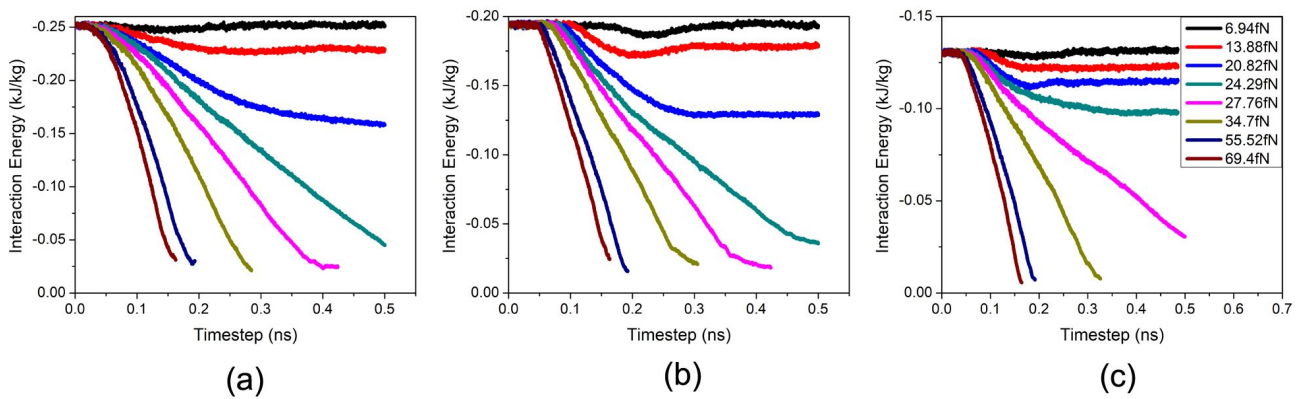 -0.25
-0.20
-0.15
-0.10
-0.05
0.00
Interaction Energy (kJ/kg)
0.0 0.1 0.2 0.3 0.4 0.5
Timestep (ns)
(a)
-0.20
-0.15
-0.10
-0.05
0.00
Interaction Energy (kJ/kg)
0.0 0.1 0.2 0.3 0.4 0.5
Timestep (ns)
(b)
-0.15
-0.10
-0.05
0.00
Interaction Energy (kJ/kg)
0.0 0.1 0.2 0.3 0.4 0.5 0.6 0.7
Timestep (ns)
6.94fN
13.88fN
20.82fN
24.29fN
27.76fN
34.7fN
55.52fN
69.4fN
(c)